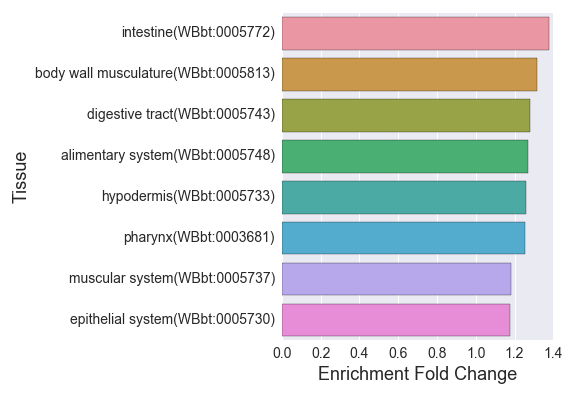 intestine(WBbt:0005772)
body wall musculature(WBbt:0005813)
digestive tract(WBbt:0005743)
alimentary system(WBbt:0005748)
hypodermis(WBbt:0005733)
pharynx(WBbt:0003681)
muscular system(WBbt:0005737)
epithelial system(WBbt:0005730)
Tissue
0.0 0.2 0.4 0.6 0.8 1.0 1.2 1.4
Enrichment Fold Change